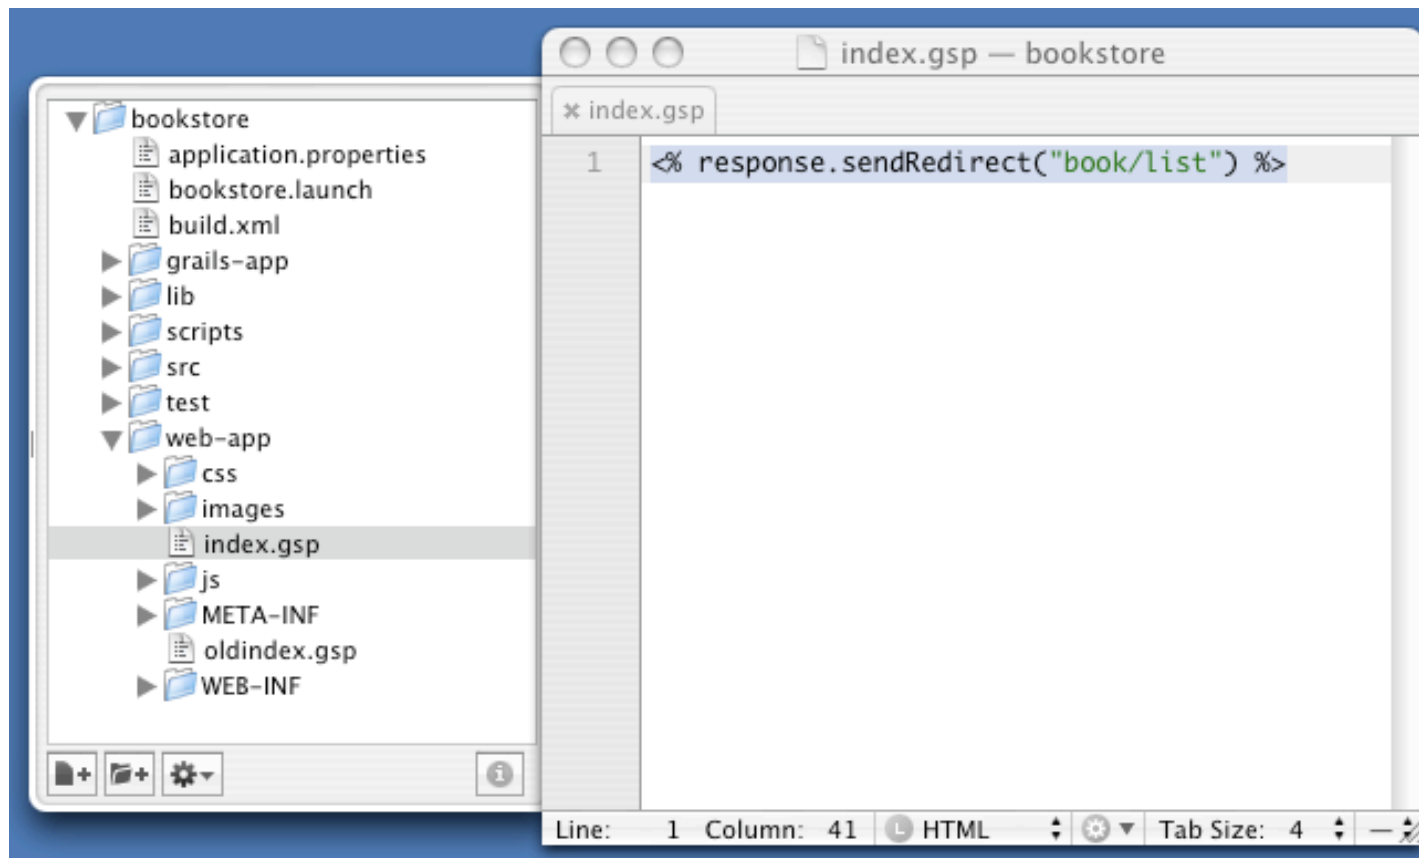 bookstore
application.properties
bookstore.launch
build.xml
grails-app
lib
scripts
src
test
web-app
css
images
index.gsp
js
META-INF
oldindex.gsp
WEB-INF
index.gsp — bookstore
index.gsp
1 <% response.sendRedirect("book/list") %>
Line: 1 Column: 41 L HTML Tab Size: 4 —